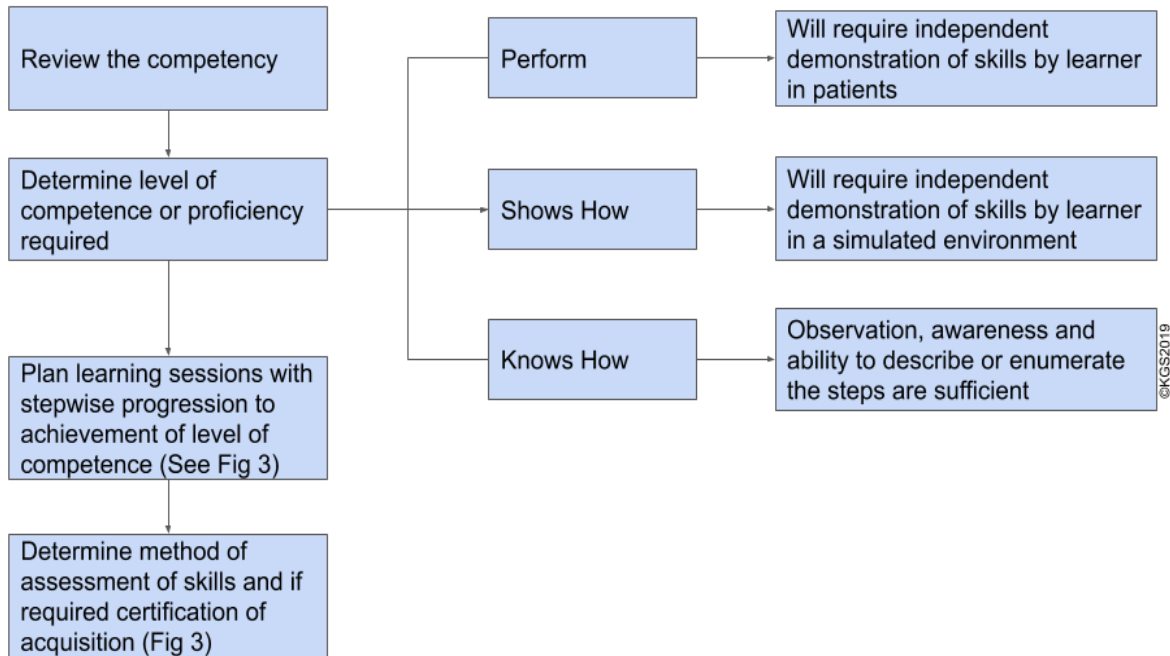 Review the competency
Determine level of
competence or proficiency
required
Plan learning sessions with
stepwise progression to
achievement of level of
competence (See Fig 3)
Determine method of
assessment of skills and if
required certification of
acquisition (Fig 3)
Perform
Will require independent
demonstration of skills by learner
in patients
Shows How
Will require independent
demonstration of skills by learner
in a simulated environment
Knows How
Observation, awareness and
ability to describe or enumerate
the steps are sufficient
©KGS2019